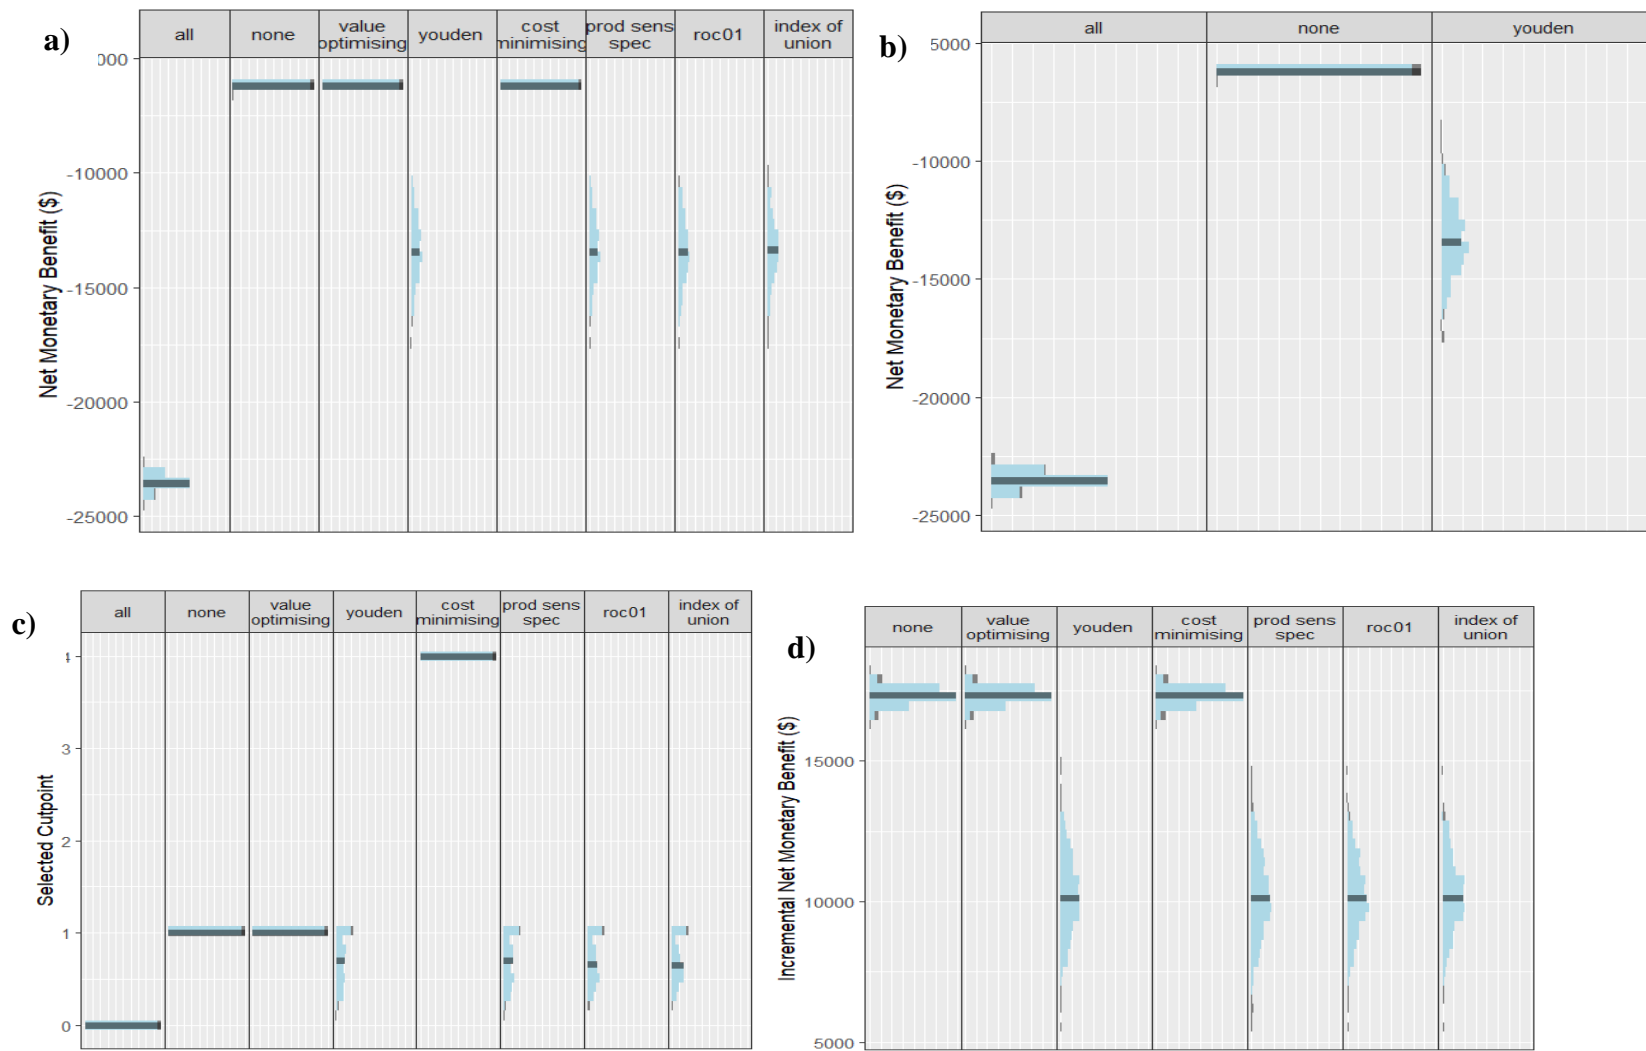 a)
all
none
value
optimising
youden
cost
minimising
prod sens
spec
roc01
index of
union
000
-10000
-15000
-20000
-25000
Net Monetary Benefit ($)
b)
all
none
youden
5000
-10000
-15000
-20000
-25000
Net Monetary Benefit ($)
c)
all
none
value
optimising
youden
cost
minimising
prod sens
spec
roc01
index of
union
3
2
1
0
Selected Cutpoint
d)
none
value
optimising
youden
cost
minimising
prod sens
spec
roc01
index of
union
15000
10000
5000
Incremental Net Monetary Benefit ($)